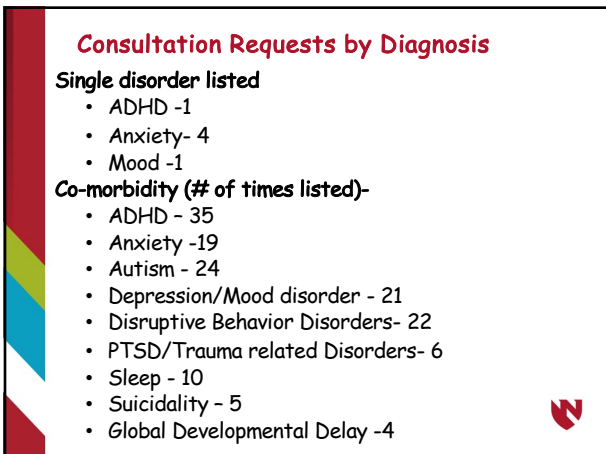 Consultation Requests by Diagnosis
Single disorder listed
• ADHD -1
• Anxiety- 4
• Mood -1
Co-morbidity (# of times listed)-
• ADHD – 35
• Anxiety -19
• Autism - 24
• Depression/Mood disorder - 21
• Disruptive Behavior Disorders- 22
• PTSD/Trauma related Disorders- 6
• Sleep - 10
• Suicidality – 5
• Global Developmental Delay -4
N